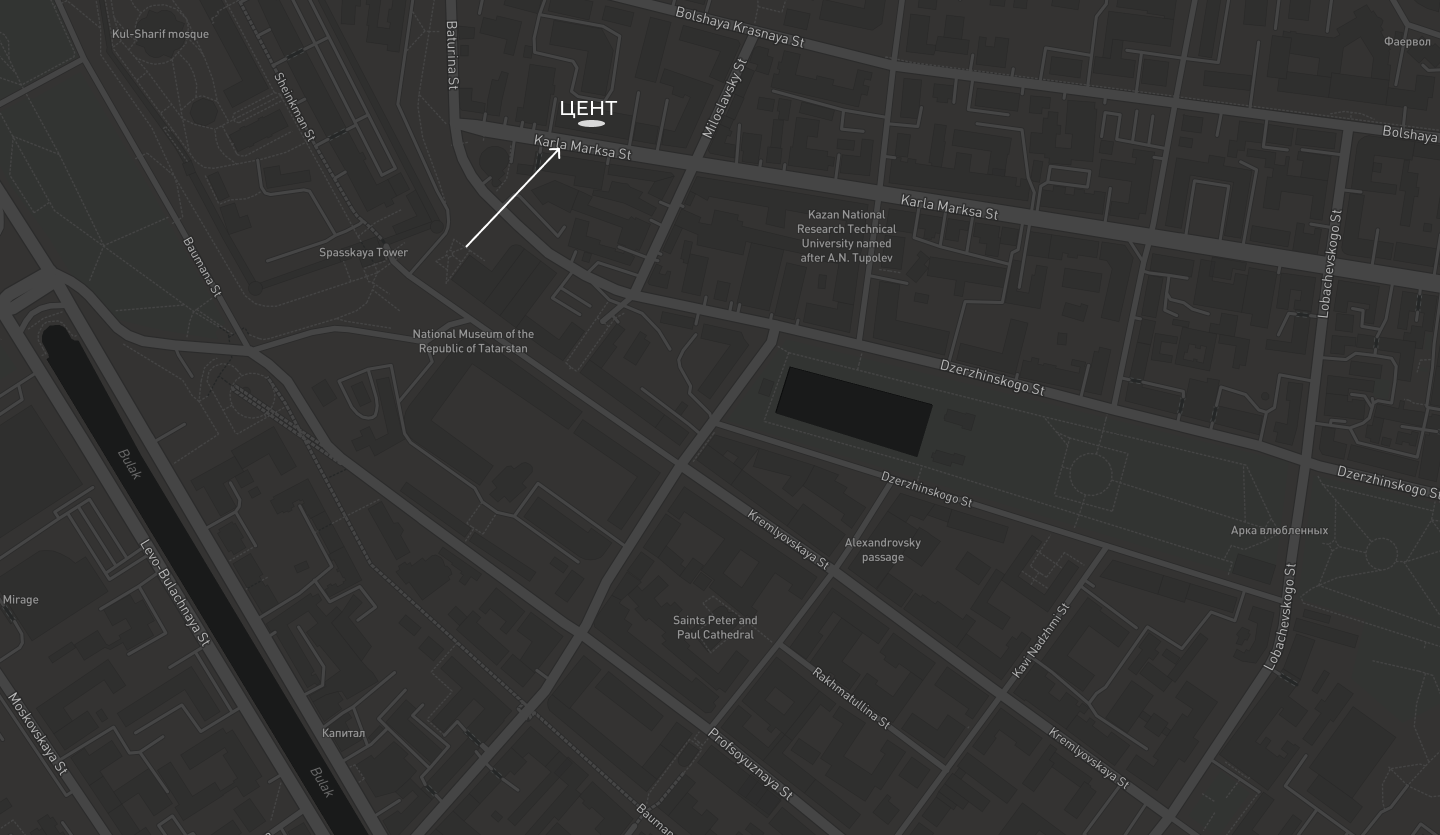 Bolshaya Krasnaya St
Kul-Sharif mosque
Фаервол
Baturina St
Sheinkman St
Miloslavsky St
ЦЕНТ
Bolshaya
Karla Marksa St
Karla Marksa St
Kazan National
Research Technical
University named
after A.N. Tupolev
Lobachevskogo St
Spasskaya Tower
Baumana St
National Museum of the
Republic of Tatarstan
Dzerzhinskogo St
Bulak
Dzerzhinskogo St
Dzerzhinskogo St
Kremlyovskaya St
Арка влюбленных
Alexandrovsky
passage
Levo-Bulachnaya St
Mirage
Saints Peter and
Paul Cathedral
Kavi Nadzhmi St
Lobachevskogo St
Rakhmatullina St
Moskovskaya St
Капитал
Profsoyuznaya St
Kremlyovskaya St
Bulak
Bauman